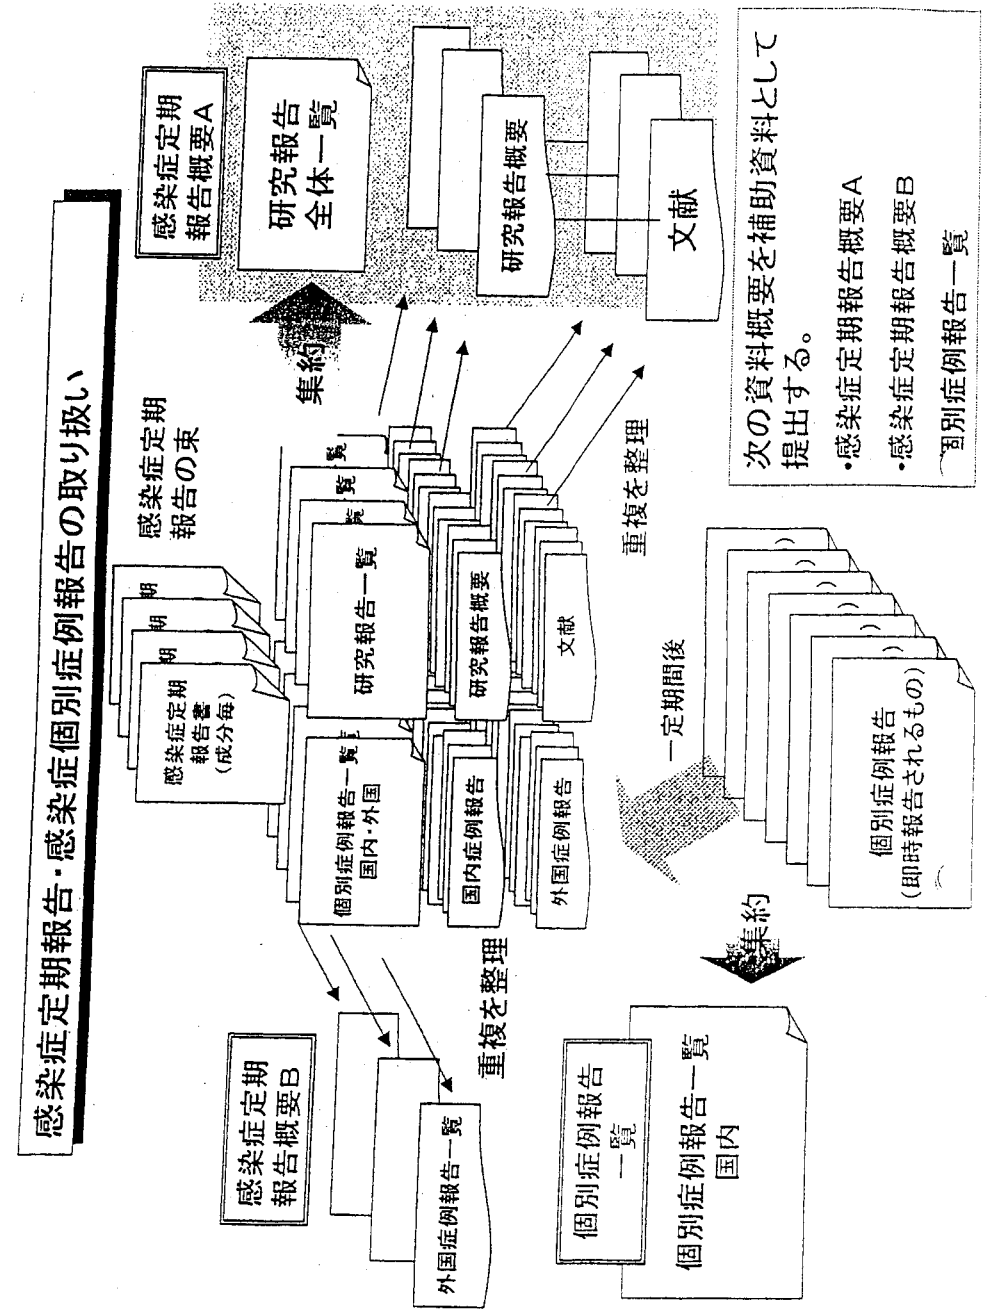 感染症定期報告・感染症個別症例報告の取り扱い
感染症定期
報告概要B
外国症例報告一覧
重複を整理
感染症定期
報告書
(成分毎)
期
期
期
感染症定期
報告の束
個別症例報告一覧
国内・外国
国内症例報告
外国症例報告
研究報告一覧
覧
覧
覧
覧
研究報告概要
文献
集約
重複を整理
感染症定期
報告概要A
研究報告
全体一覧
研究報告概要
文献
個別症例報告
一覧
個別症例報告一覧
国内
集約
一定期間後
個別症例報告
(即時報告されるもの)
)
)
)
)
)
)
次の資料概要を補助資料として
提出する。
・感染症定期報告概要A
・感染症定期報告概要B
個別症例報告一覧